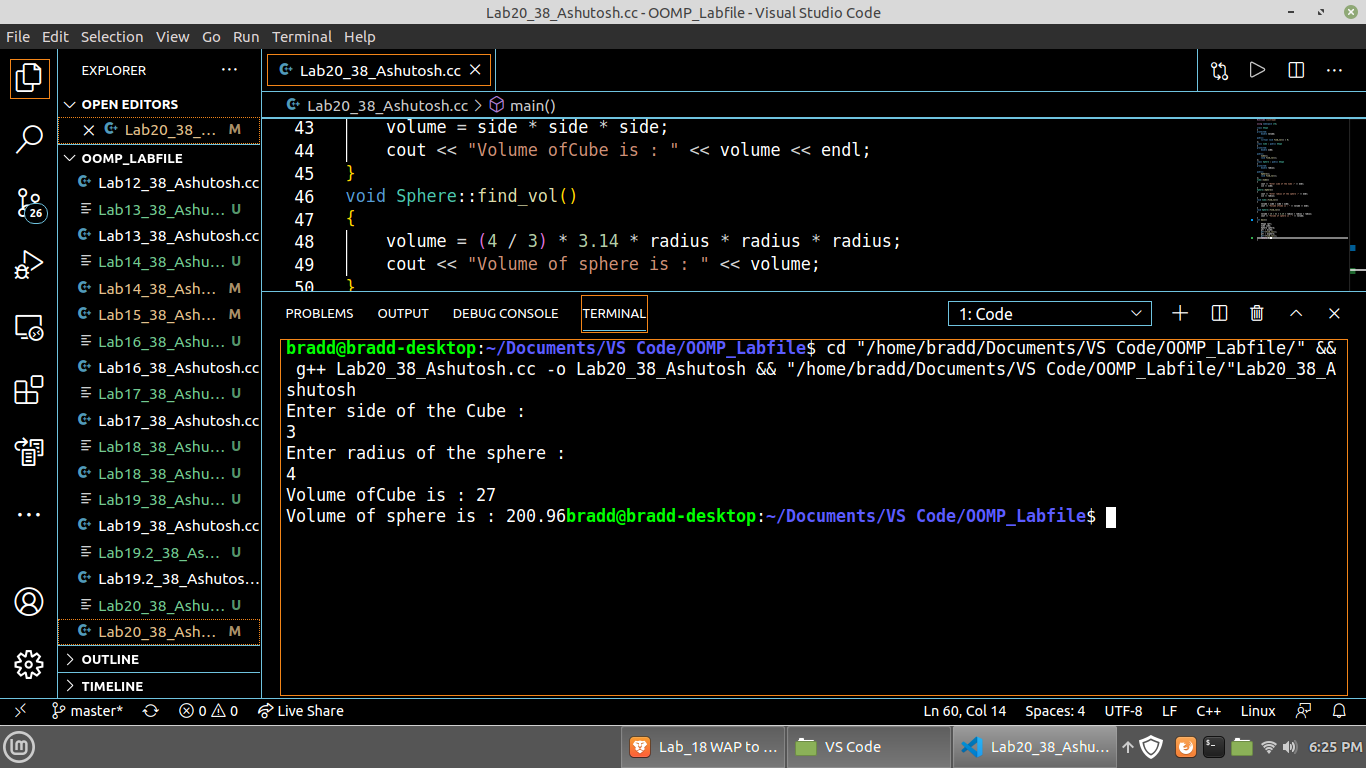 Lab20_38_Ashutosh.cc - OOMP_Labfile - Visual Studio Code
File Edit Selection View Go Run Terminal Help
EXPLORER
OPEN EDITORS
Lab20_38_... M
OOMP_LABFILE
Lab12_38_Ashutosh.cc
Lab13_38_Ashu... U
Lab13_38_Ashutosh.cc
Lab14_38_Ashu... U
Lab14_38_Ash... M
Lab15_38_Ash... M
Lab16_38_Ashu... U
Lab16_38_Ashutosh.cc
Lab17_38_Ashu... U
Lab17_38_Ashutosh.cc
Lab18_38_Ashu... U
Lab18_38_Ashu... U
Lab19_38_Ashu... U
Lab19_38_Ashutosh.cc
Lab19.2_38_As... U
Lab19.2_38_Ashutos...
Lab20_38_Ashu... U
Lab20_38_Ash... M
OUTLINE
TIMELINE
26
Lab20_38_Ashutosh.cc
Lab20_38_Ashutosh.cc > main()
43 volume = side * side * side;
44 cout << "Volume ofCube is : " << volume << endl;
45 }
46 void Sphere::find_vol()
47 {
48 volume = (4 / 3) * 3.14 * radius * radius * radius;
49 cout << "Volume of sphere is : " << volume;
50 }
PROBLEMS OUTPUT DEBUG CONSOLE TERMINAL 1: Code
bradd@bradd-desktop:~/Documents/VS Code/OOMP_Labfile$ cd "/home/bradd/Documents/VS Code/OOMP_Labfile/" &&
g++ Lab20_38_Ashutosh.cc -o Lab20_38_Ashutosh && "/home/bradd/Documents/VS Code/OOMP_Labfile/"Lab20_38_A
shutosh
Enter side of the Cube :
3
Enter radius of the sphere :
4
Volume ofCube is : 27
Volume of sphere is : 200.96bradd@bradd-desktop:~/Documents/VS Code/OOMP_Labfile$
master* 0 0 Live Share Ln 60, Col 14 Spaces: 4 UTF-8 LF C++ Linux
Lab_18 WAP to ... VS Code Lab20_38_Ashu... 6:25 PM